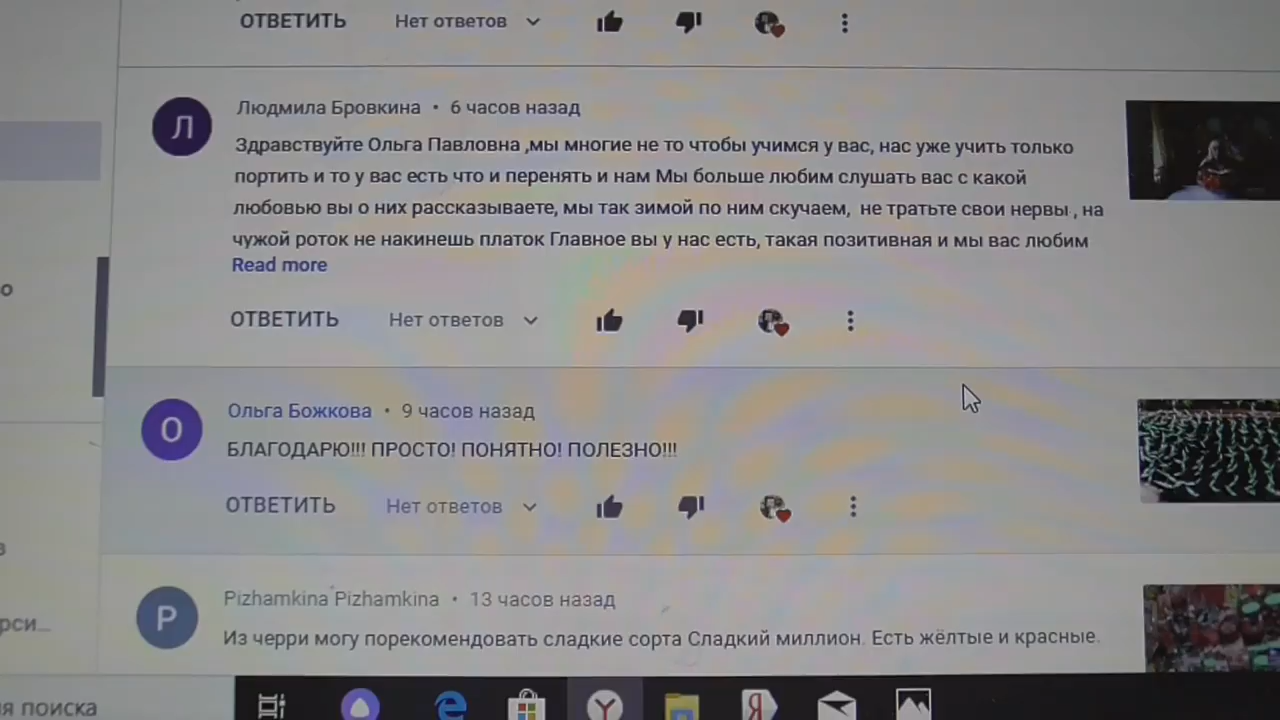 ОТВЕТИТЬ Нет ответов
Л
Людмила Бровкина • 6 часов назад
Здравствуйте Ольга Павловна ,мы многие не то чтобы учимся у вас, нас уже учить только
портить и то у вас есть что и перенять и нам Мы больше любим слушать вас с какой
любовью вы о них рассказываете, мы так зимой по ним скучаем, не тратьте свои нервы , на
чужой роток не накинешь платок Главное вы у нас есть, такая позитивная и мы вас любим
Read more
о
ОТВЕТИТЬ Нет ответов
О
Ольга Божкова • 9 часов назад
БЛАГОДАРЮ!!! ПРОСТО! ПОНЯТНО! ПОЛЕЗНО!!!
ОТВЕТИТЬ Нет ответов
в
P
Pizhamkina Pizhamkina • 13 часов назад
рси...
Из черри могу порекомендовать сладкие сорта Сладкий миллион. Есть жёлтые и красные.
я поиска
Y
Я